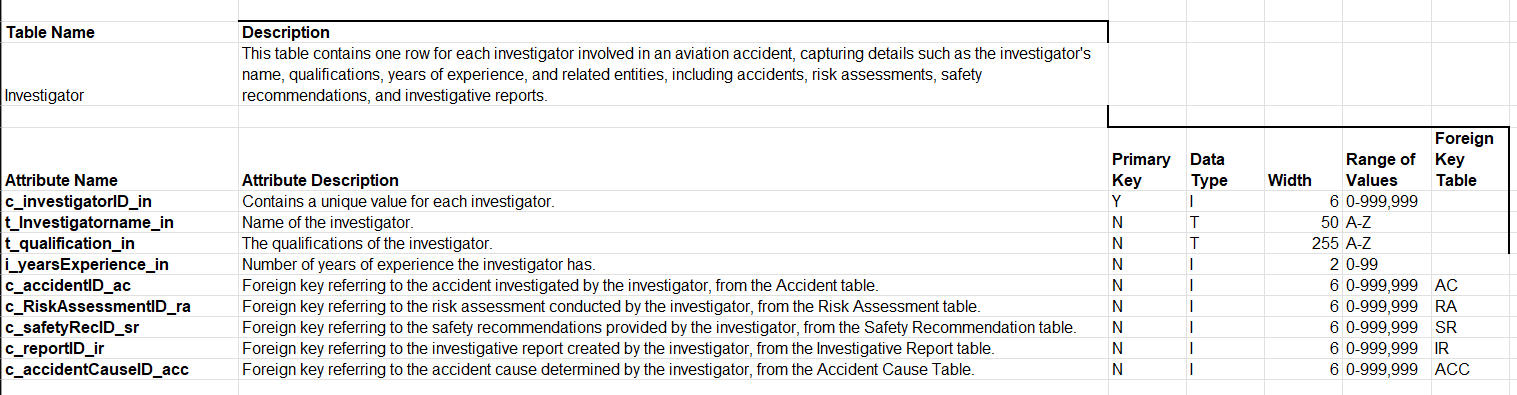 Table Name Description
This table contains one row for each investigator involved in an aviation accident, capturing details such as the investigator's
name, qualifications, years of experience, and related entities, including accidents, risk assessments, safety
Investigator recommendations, and investigative reports.
Foreign
Primary Data Range of Key
Attribute Name Attribute Description Key Type Width Values Table
c_investigatorID_in Contains a unique value for each investigator. Y I 6 0-999,999
t_Investigatorname_in Name of the investigator. N T 50 A-Z
t_qualification_in The qualifications of the investigator. N T 255 A-Z
i_yearsExperience_in Number of years of experience the investigator has. N I 2 0-99
c_accidentID_ac Foreign key referring to the accident investigated by the investigator, from the Accident table. N I 6 0-999,999 AC
c_RiskAssessmentID_ra Foreign key referring to the risk assessment conducted by the investigator, from the Risk Assessment table. N I 6 0-999,999 RA
c_safetyRecID_sr Foreign key referring to the safety recommendations provided by the investigator, from the Safety Recommendation table. N I 6 0-999,999 SR
c_reportID_ir Foreign key referring to the investigative report created by the investigator, from the Investigative Report table. N I 6 0-999,999 IR
c_accidentCauseID_acc Foreign key referring to the accident cause determined by the investigator, from the Accident Cause Table. N I 6 0-999,999 ACC